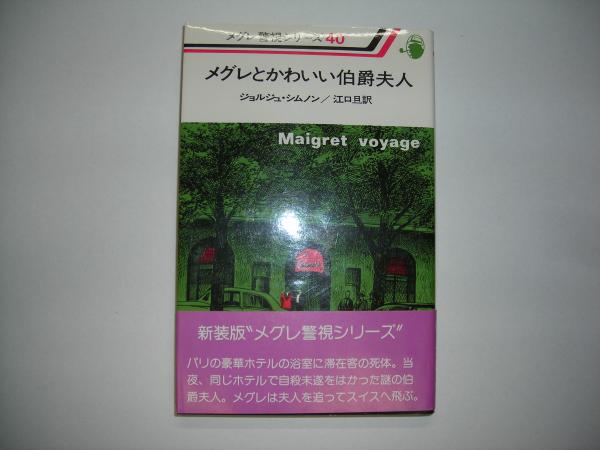 メグレ警視シリーズ40
メグレとかわいい伯爵夫人
ジョルジュ・シムノン／江口旦訳
Maigret voyage
新装版〝メグレ警視シリーズ〟
パリの豪華ホテルの浴室に滞在客の死体。当
夜、同じホテルで自殺未遂をはかった謎の伯
爵夫人。メグレは夫人を追ってスイスへ飛ぶ。